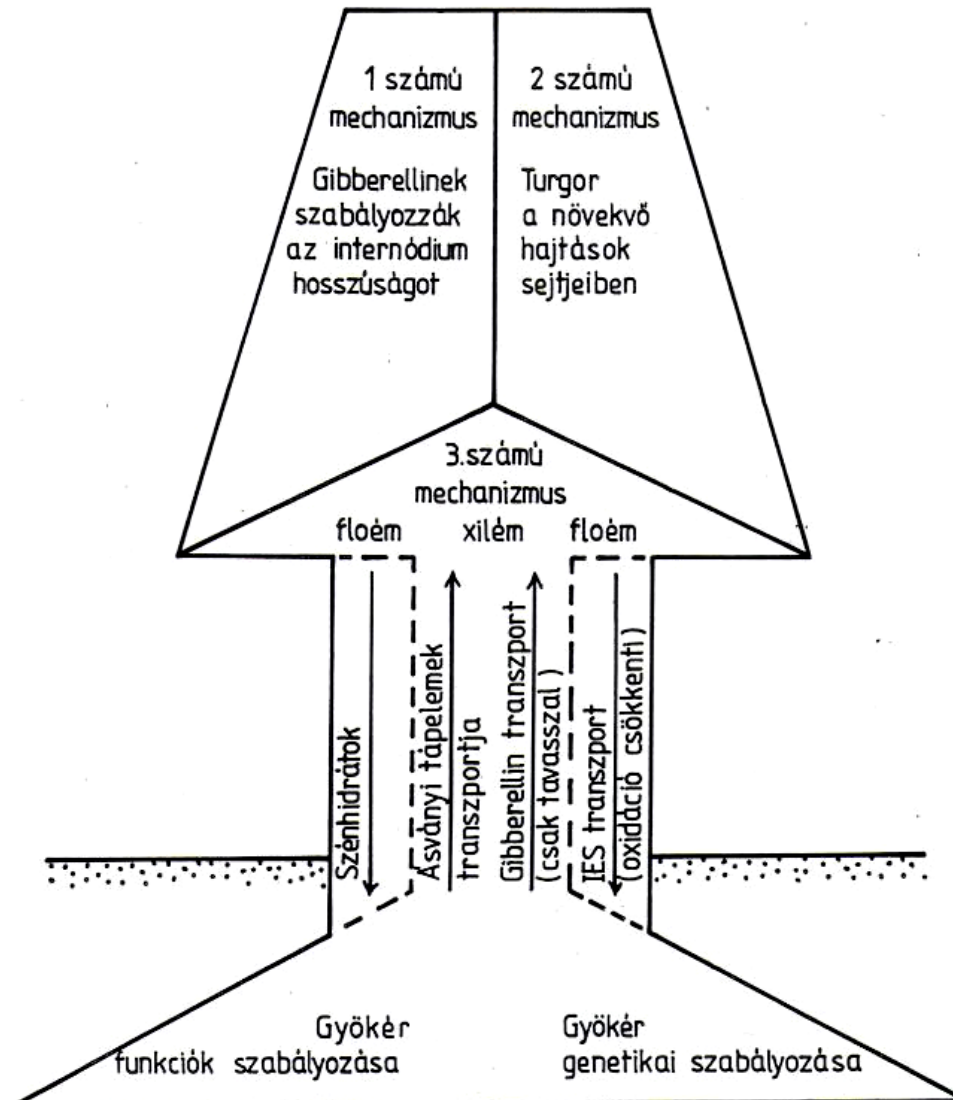 1 számú
mechanizmus
Gibberellinek
szabályozzák
az internódium
hosszúságot
2 számú
mechanizmus
Turgor
a növekvő
hajtások
sejtjeiben
3.számú
mechanizmus
floém
xilém
floém
Szénhidrátok
Ásványi tápelemek
transzportja
Gibberellin transzport
(csak tavasszal)
IES transzport
(oxidáció csökkenti)
Gyökér
funkciók szabályozása
Gyökér
genetikai szabályozása